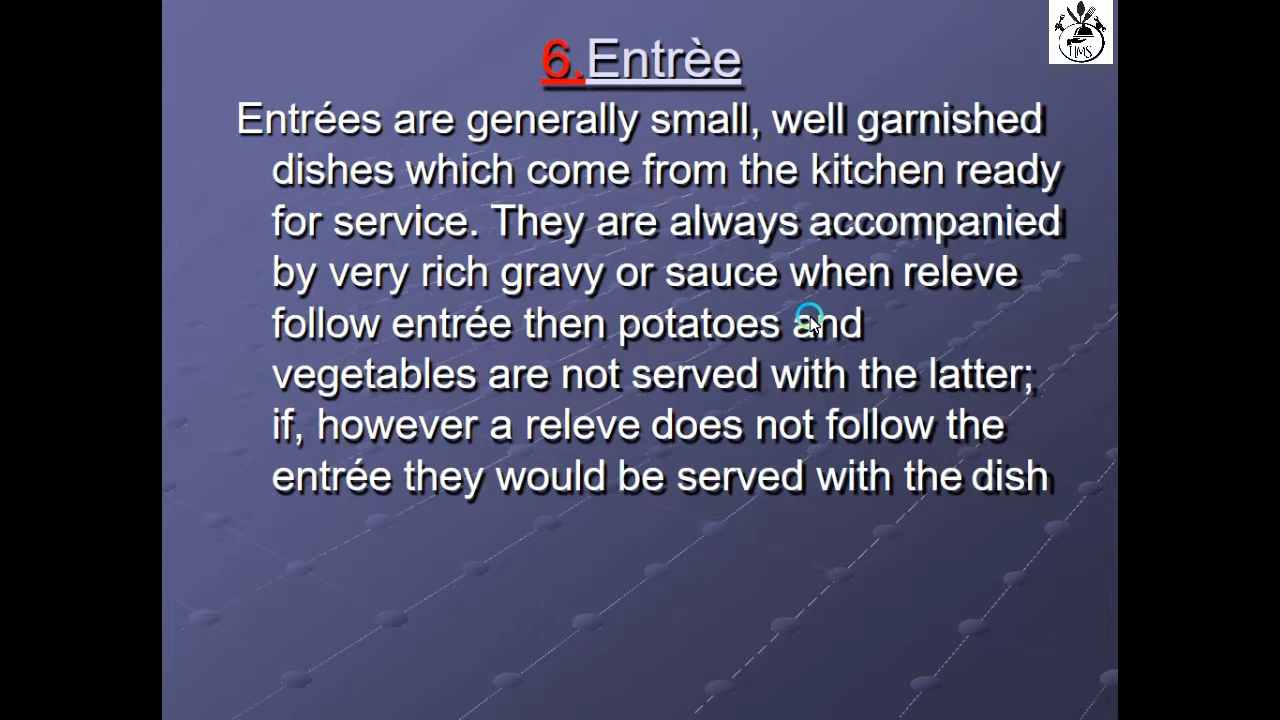 TJMS
6.Entrèe
Entrées are generally small, well garnished
dishes which come from the kitchen ready
for service. They are always accompanied
by very rich gravy or sauce when releve
follow entrée then potatoes and
vegetables are not served with the latter;
if, however a releve does not follow the
entrée they would be served with the dish